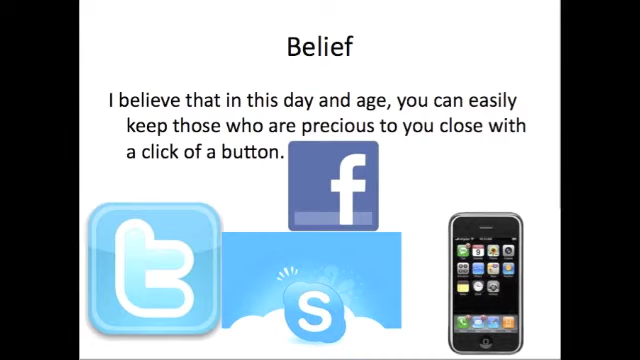 Belief
I believe that in this day and age, you can easily
keep those who are precious to you close with
a click of a button.
f
t
S